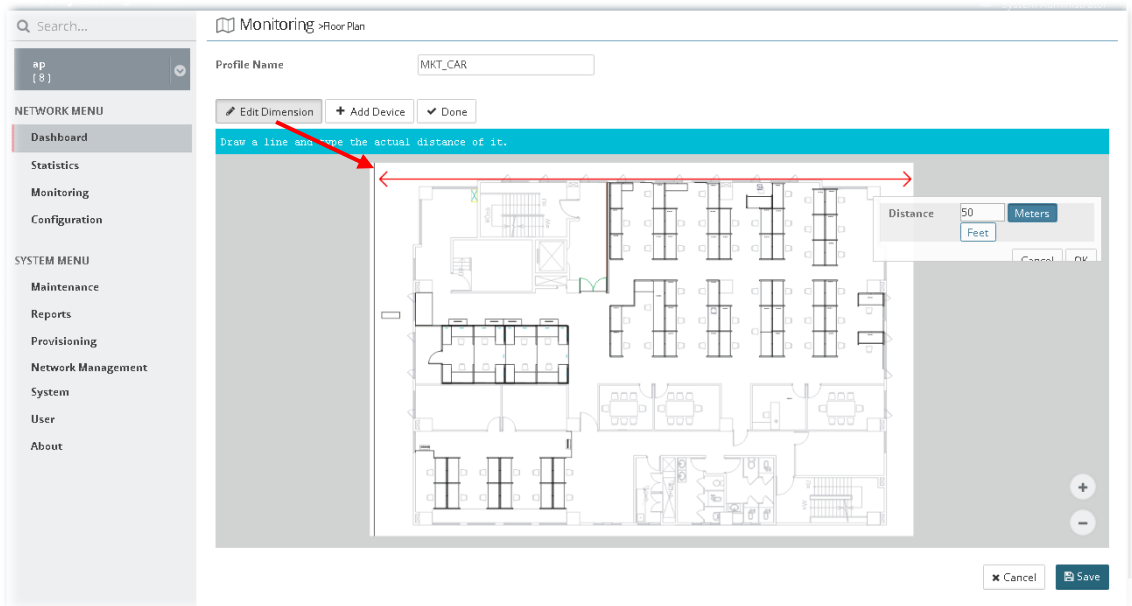 Search...
Monitoring >Floor Plan
ap
[ 8 ]
Profile Name
MKT_CAR
NETWORK MENU
Edit Dimension
Add Device
Done
Dashboard
Draw a line and type the actual distance of it.
Statistics
Monitoring
Configuration
Distance
50
Meters
Feet
Cancel
OK
SYSTEM MENU
Maintenance
Reports
Provisioning
Network Management
System
User
About
Cancel
Save